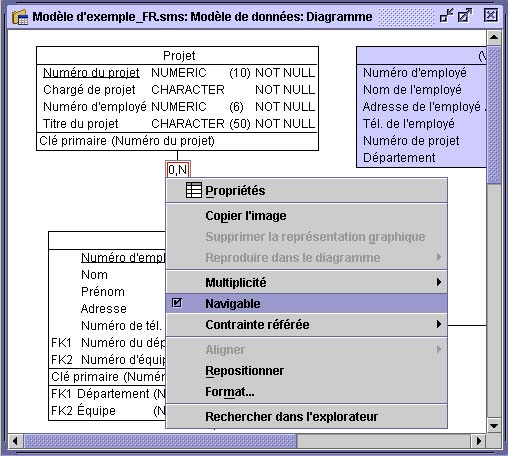 Modèle d'exemple_FR.sms: Modèle de données: Diagramme
Projet
Numéro du projet NUMERIC (10) NOT NULL
Chargé de projet CHARACTER NOT NULL
Numéro d'employé NUMERIC (6) NOT NULL
Titre du projet CHARACTER (50) NOT NULL
Clé primaire (Numéro du projet)
Numéro d'employé
Nom de l'employé
Adresse de l'employé
Tél. de l'employé
Numéro de projet
Département
0,N
Propriétés
Copier l'image
Supprimer la représentation graphique
Reproduire dans le diagramme
Multiplicité
Navigable
Contrainte référée
Aligner
Repositionner
Format...
Rechercher dans l'explorateur
Numéro d'empl
Nom
Prénom
Adresse
Numéro de tél.
FK1 Numéro du dép
FK2 Numéro d'équip
Clé primaire (Numér
FK1 Département (N
FK2 Équipe (N